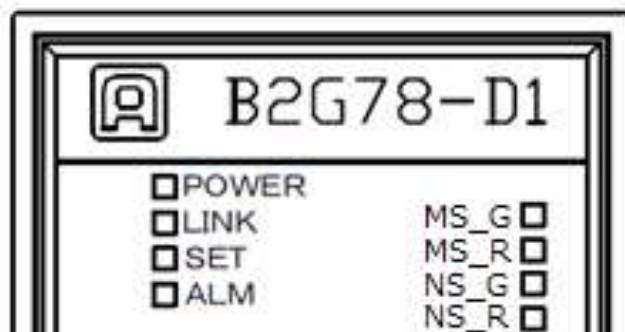 B2G78-D1
POWER
LINK
SET
ALM
MS_G
MS_R
NS_G
NS_R